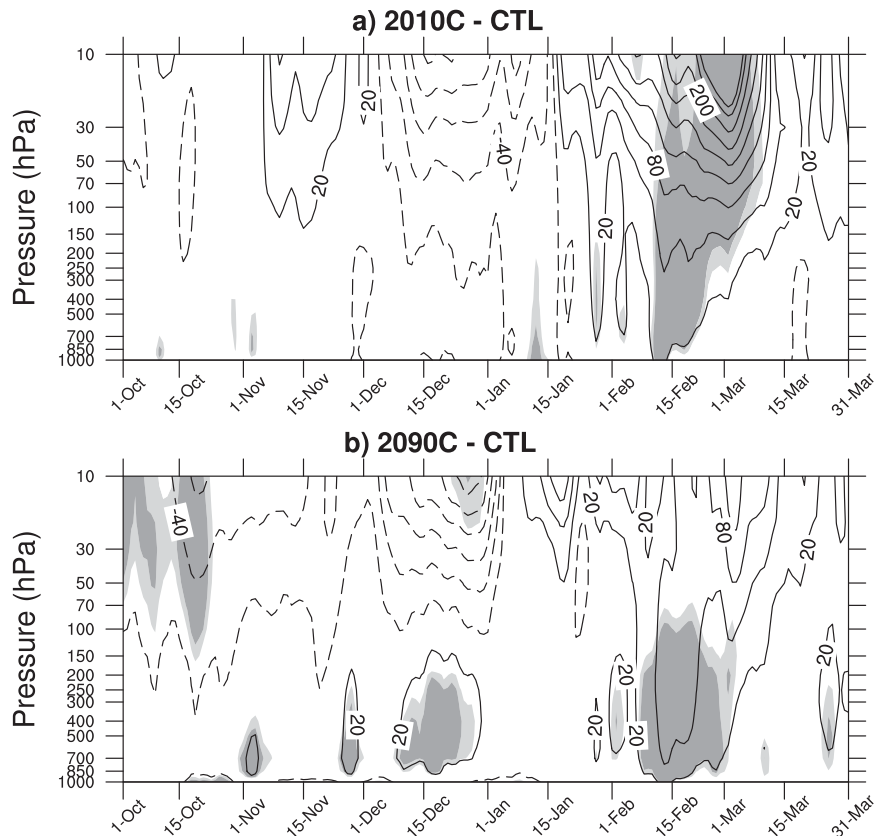 a) 2010C - CTL
Pressure (hPa)
10
30
50
70
100
150
200
250
300
400
500
700
850
1000
20
20
-40
20
80
200
20
20
1-Oct
15-Oct
1-Nov
15-Nov
1-Dec
15-Dec
1-Jan
15-Jan
1-Feb
15-Feb
1-Mar
15-Mar
31-Mar
b) 2090C - CTL
Pressure (hPa)
10
30
50
70
100
150
200
250
300
400
500
700
850
1000
-40
20
20
20
20
20
20
20
80
20
20
1-Oct
15-Oct
1-Nov
15-Nov
1-Dec
15-Dec
1-Jan
15-Jan
1-Feb
15-Feb
1-Mar
15-Mar
31-Mar